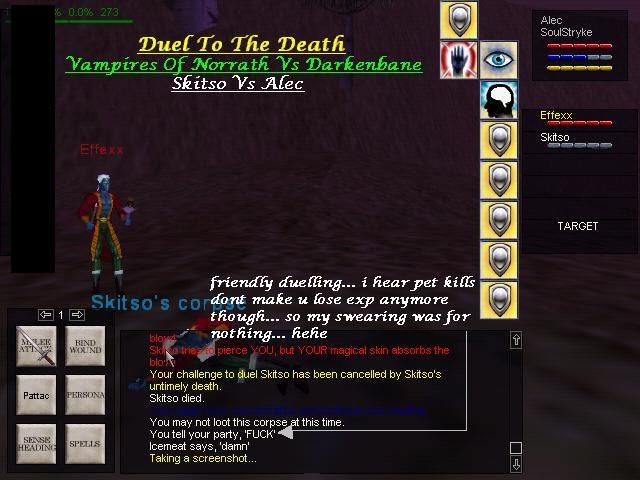 0.0% 273
Duel To The Death
Vampires Of Norrath Vs Darkenbane
Skitso Vs Alec
Alec
SoulStryke
Effexx
Effexx
Skitso
TARGET
Skitso's corpse
friendly duelling... i hear pet kills
dont make u lose exp anymore
though... so my swearing was for
nothing... hehe
1
MELEE ATTACK
BIND WOUND
Pattac
PERSONA
SENSE HEADING
SPELLS
blow!
Skitso tries to pierce YOU, but YOUR magical skin absorbs the
blow!
Your challenge to duel Skitso has been cancelled by Skitso's
untimely death.
Skitso died.
You may not loot this corpse at this time.
You tell your party, 'FUCK'
Icemeat says, 'damn'
Taking a screenshot...